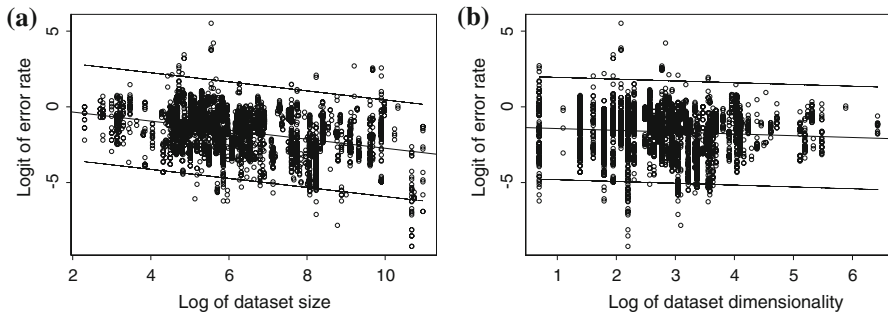 (a)
Logit of error rate
5
0
-5
2 4 6 8 10
Log of dataset size
(b)
Logit of error rate
5
0
-5
1 2 3 4 5 6
Log of dataset dimensionality